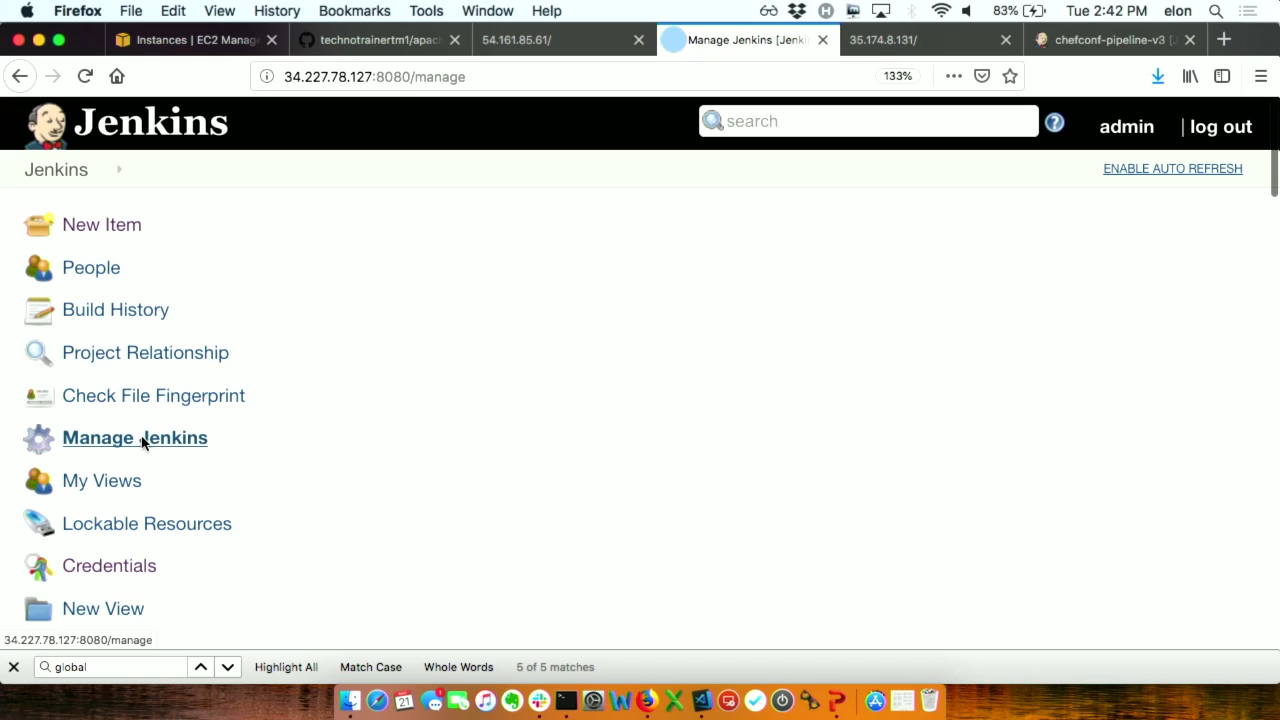 Firefox File Edit View History Bookmarks Tools Window Help 83% Tue 2:42 PM elon
Instances | EC2 Manage technotrainertm1/apac 54.161.85.61/ Manage Jenkins [Jenki 35.174.8.131/ chefconf-pipeline-v3 [J
34.227.78.127:8080/manage 133%
Jenkins search admin | log out
Jenkins ENABLE AUTO REFRESH
New Item
People
Build History
Project Relationship
Check File Fingerprint
Manage Jenkins
My Views
Lockable Resources
Credentials
New View
34.227.78.127:8080/manage
global Highlight All Match Case Whole Words 5 of 5 matches